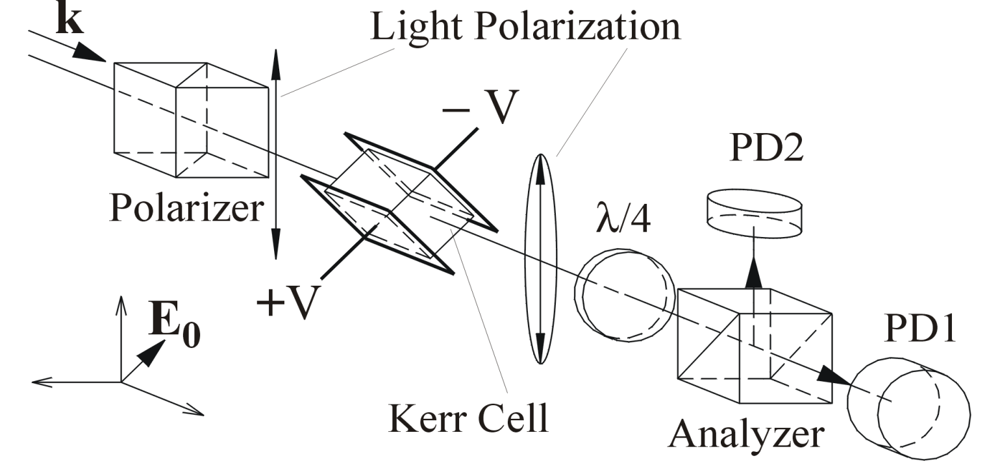 k
Light Polarization
– V
PD2
Polarizer
λ/4
+V
E₀
PD1
Kerr Cell
Analyzer